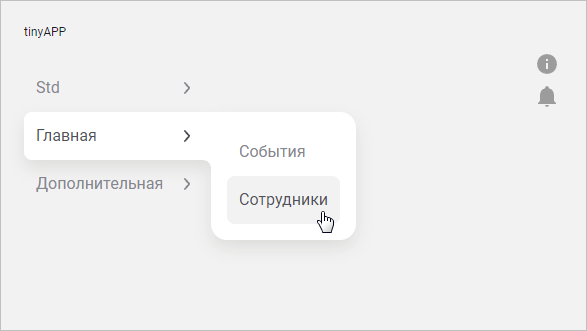 tinyAPP
Std
Главная
События
Дополнительная
Сотрудники